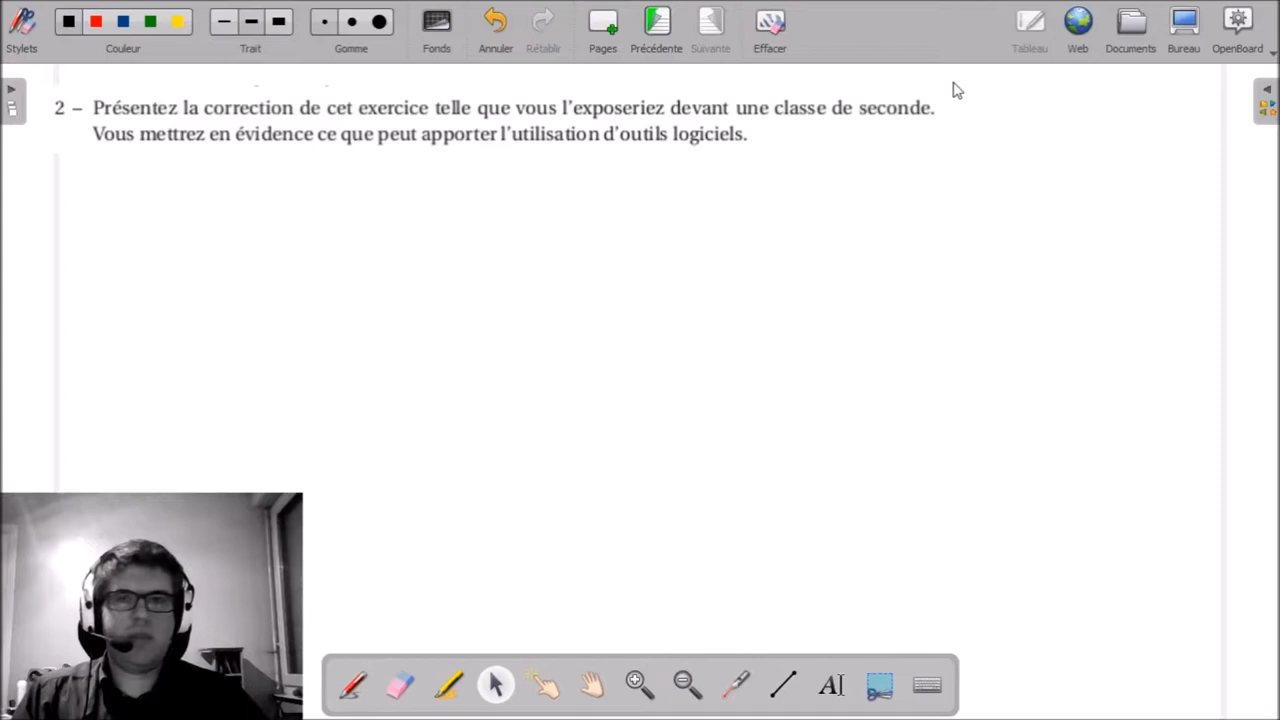 Stylets
Couleur
Trait
Gomme
Fonds
Annuler
Rétablir
Pages
Précédente
Suivante
Effacer
Tableau
Web
Documents
Bureau
OpenBoard
2 – Présentez la correction de cet exercice telle que vous l'exposeriez devant une classe de seconde.
Vous mettrez en évidence ce que peut apporter l'utilisation d'outils logiciels.
AI